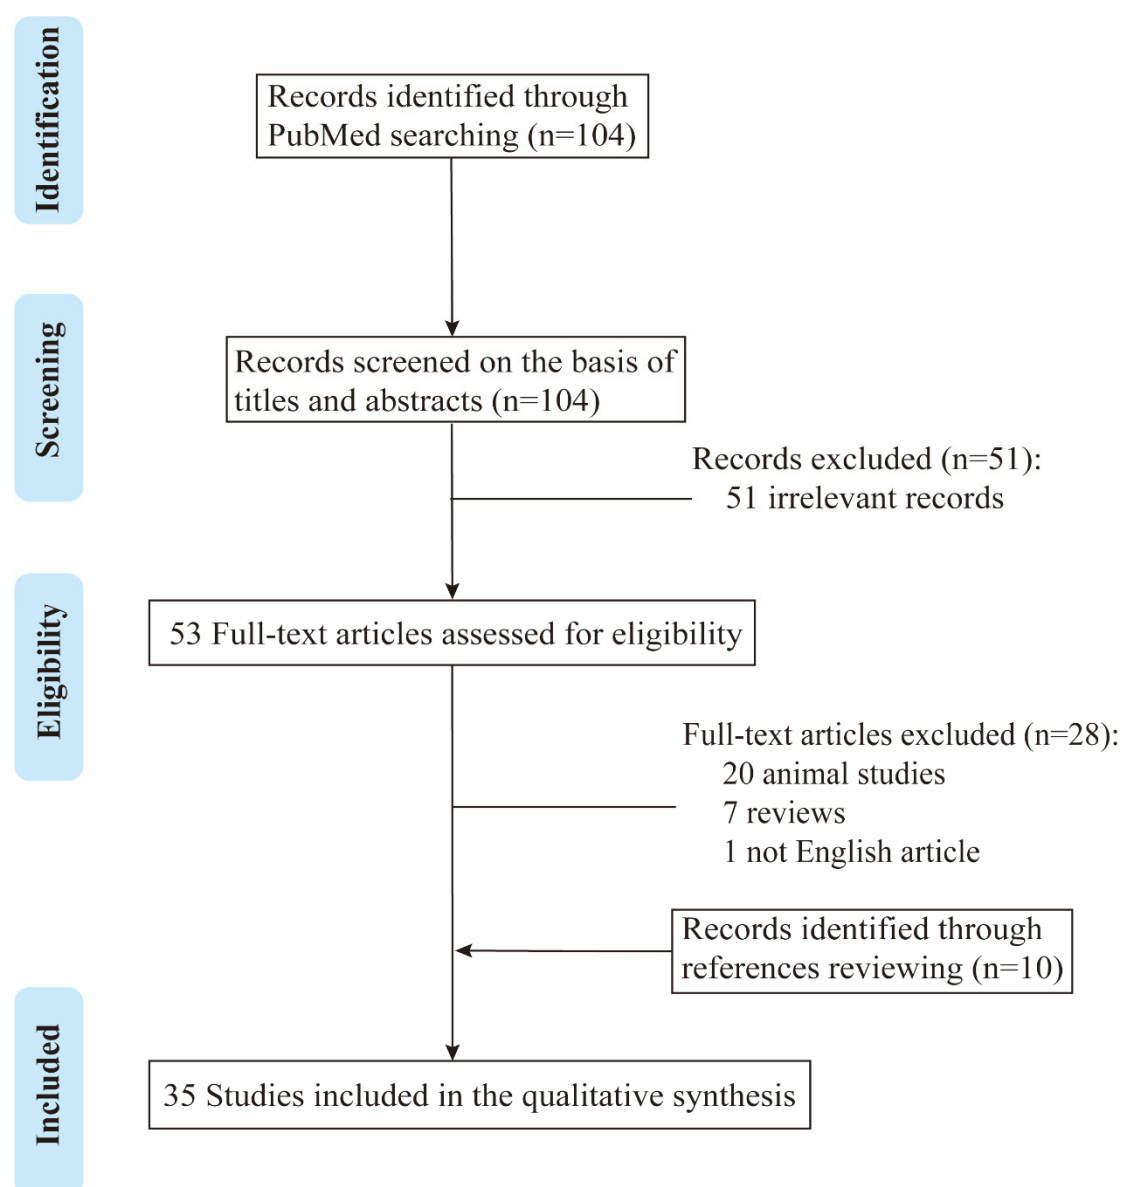 Identification
Records identified through
PubMed searching (n=104)
Screening
Records screened on the basis of
titles and abstracts (n=104)
Records excluded (n=51):
51 irrelevant records
Eligibility
53 Full-text articles assessed for eligibility
Full-text articles excluded (n=28):
20 animal studies
7 reviews
1 not English article
Records identified through
references reviewing (n=10)
Included
35 Studies included in the qualitative synthesis